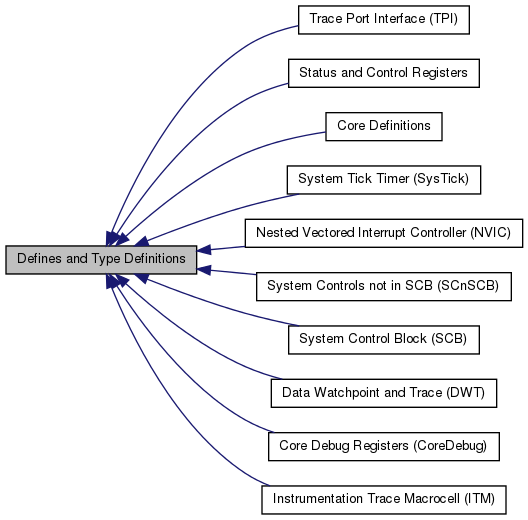 Trace Port Interface (TPI)
Status and Control Registers
Core Definitions
System Tick Timer (SysTick)
Nested Vectored Interrupt Controller (NVIC)
Defines and Type Definitions
System Controls not in SCB (SCnSCB)
System Control Block (SCB)
Data Watchpoint and Trace (DWT)
Core Debug Registers (CoreDebug)
Instrumentation Trace Macrocell (ITM)